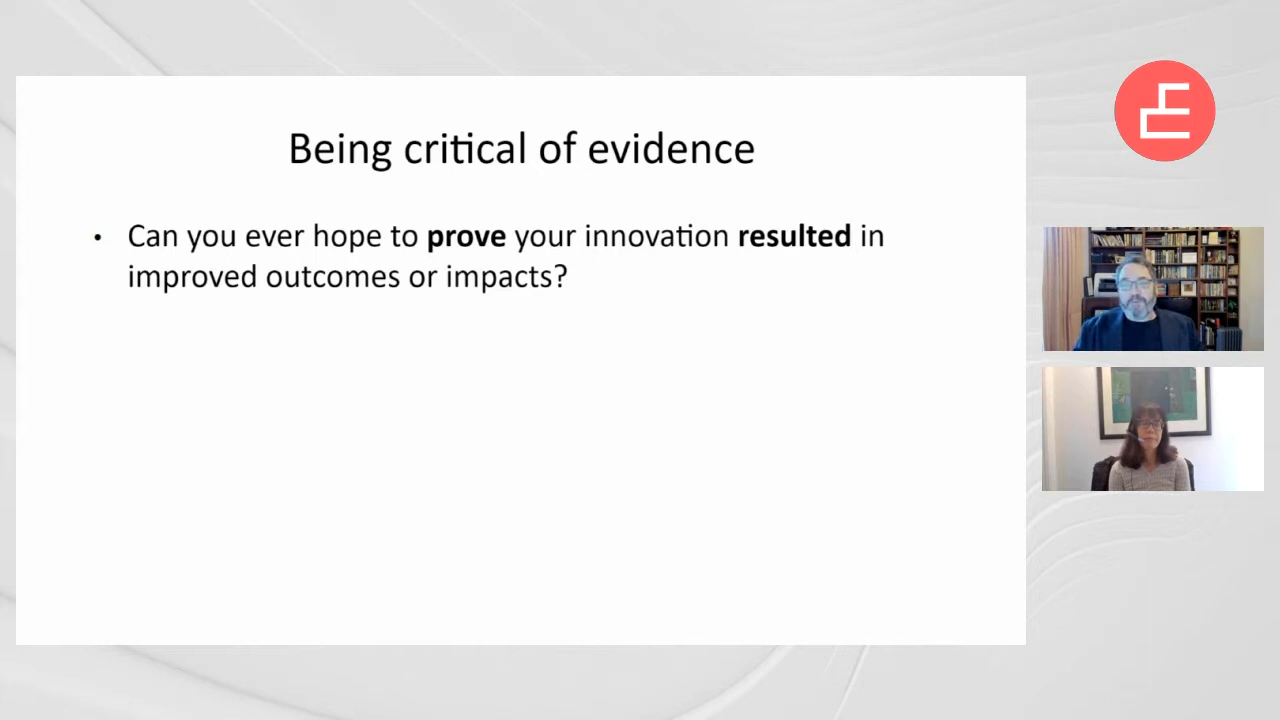 Being critical of evidence
• Can you ever hope to prove your innovation resulted in
improved outcomes or impacts?